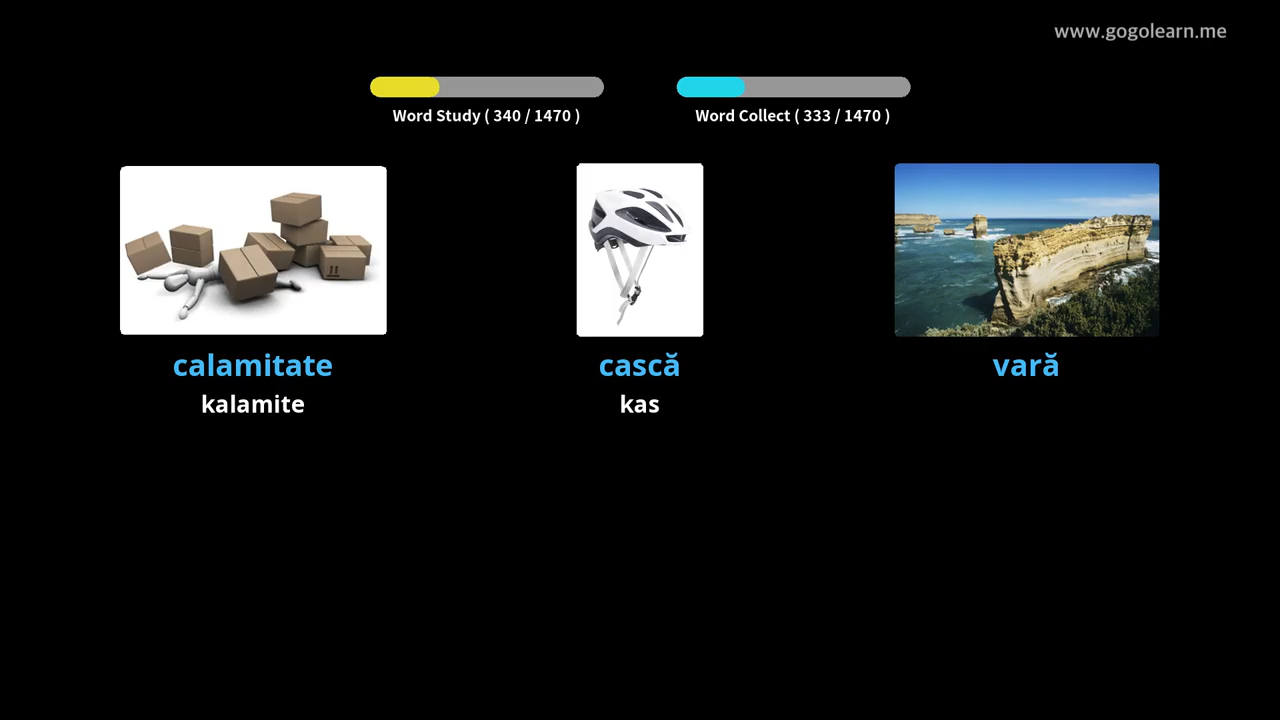 www.gogolearn.me
Word Study ( 340 / 1470 )
Word Collect ( 333 / 1470 )
calamitate
kalamite
cască
kas
vară